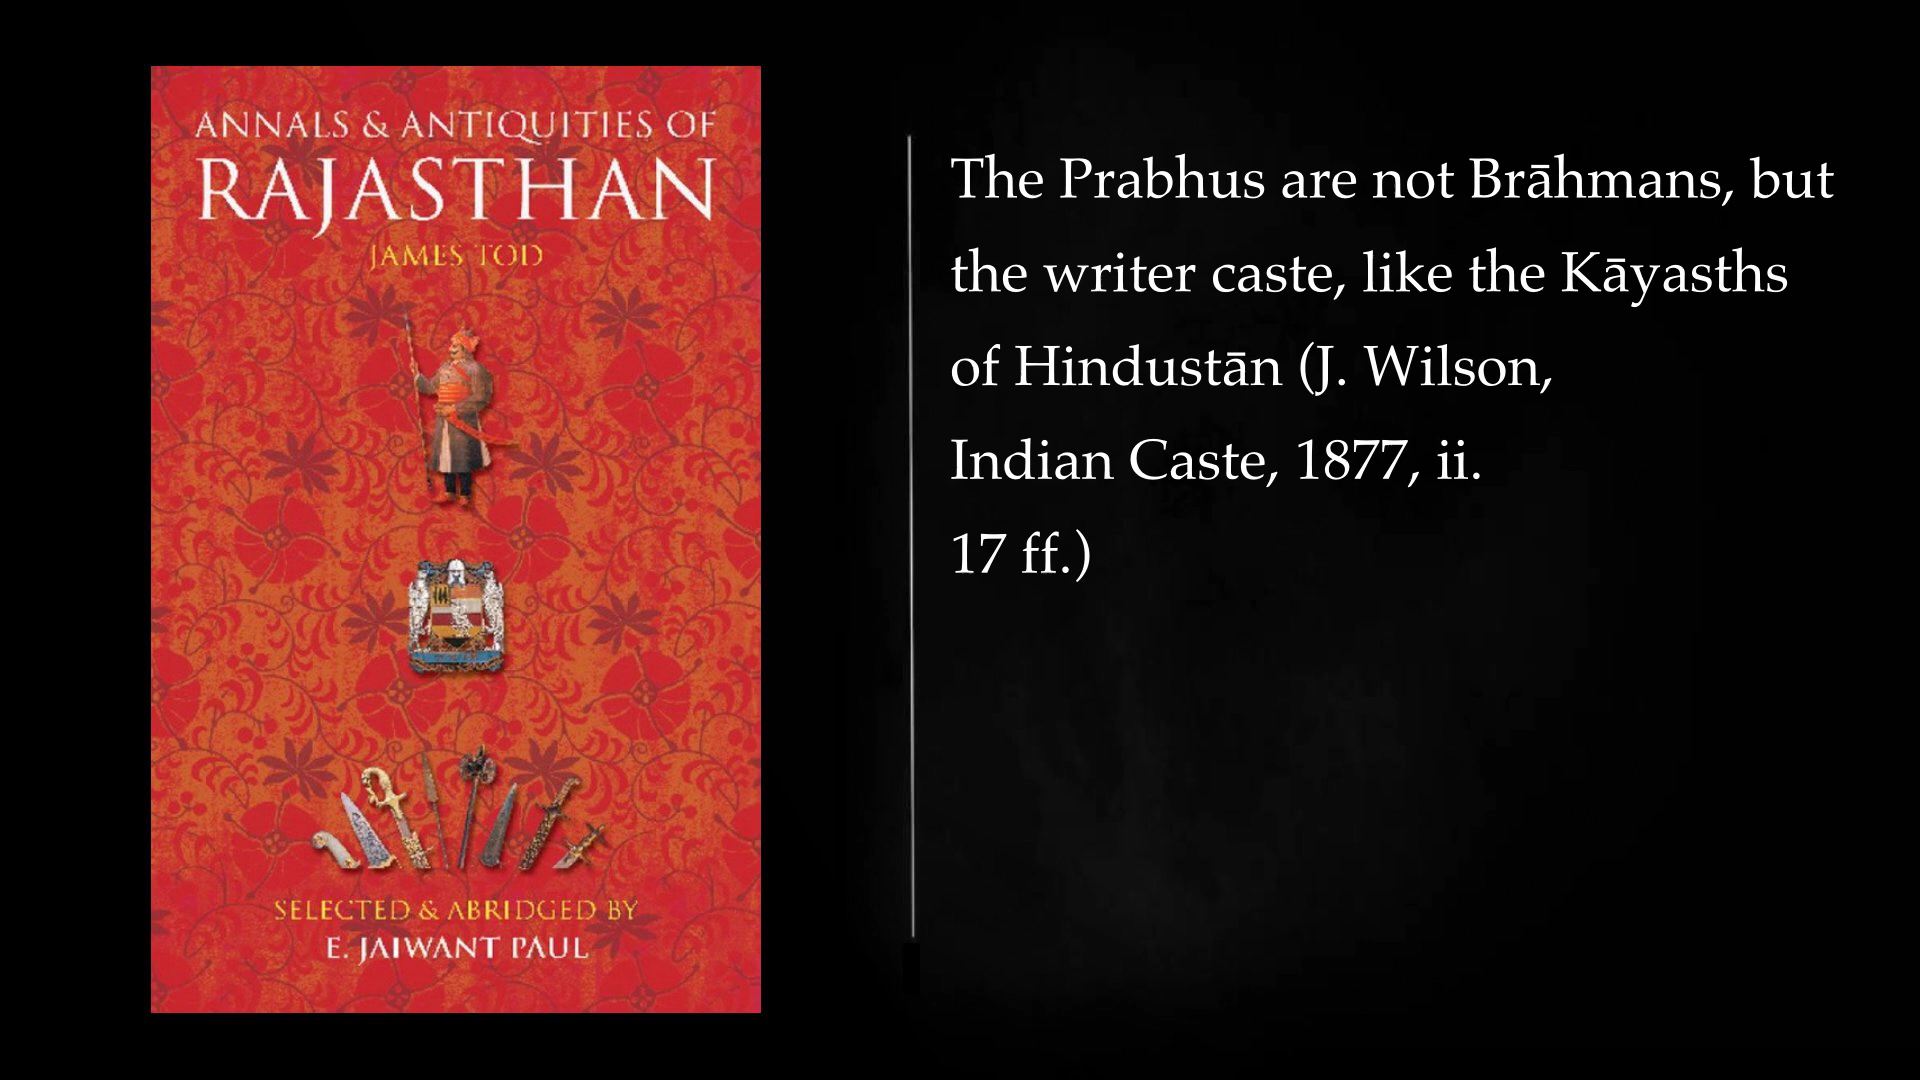 ANNALS & ANTIQUITIES OF
RAJASTHAN
JAMES TOD
SELECTED & ABRIDGED BY
E. JAIWANT PAUL
The Prabhus are not Brāhmans, but
the writer caste, like the Kāyasths
of Hindustān (J. Wilson,
Indian Caste, 1877, ii.
17 ff.)